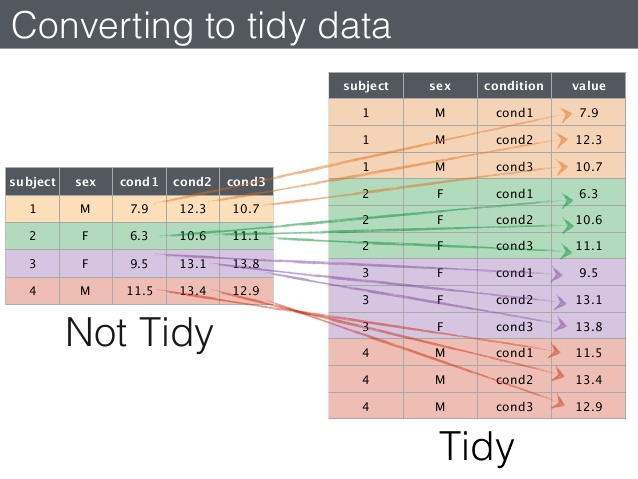 Converting to tidy data
subject sex cond1 cond2 cond3
1 M 7.9 12.3 10.7
2 F 6.3 10.6 11.1
3 F 9.5 13.1 13.8
4 M 11.5 13.4 12.9
Not Tidy
subject sex condition value
1 M cond1 7.9
1 M cond2 12.3
1 M cond3 10.7
2 F cond1 6.3
2 F cond2 10.6
2 F cond3 11.1
3 F cond1 9.5
3 F cond2 13.1
3 F cond3 13.8
4 M cond1 11.5
4 M cond2 13.4
4 M cond3 12.9
Tidy